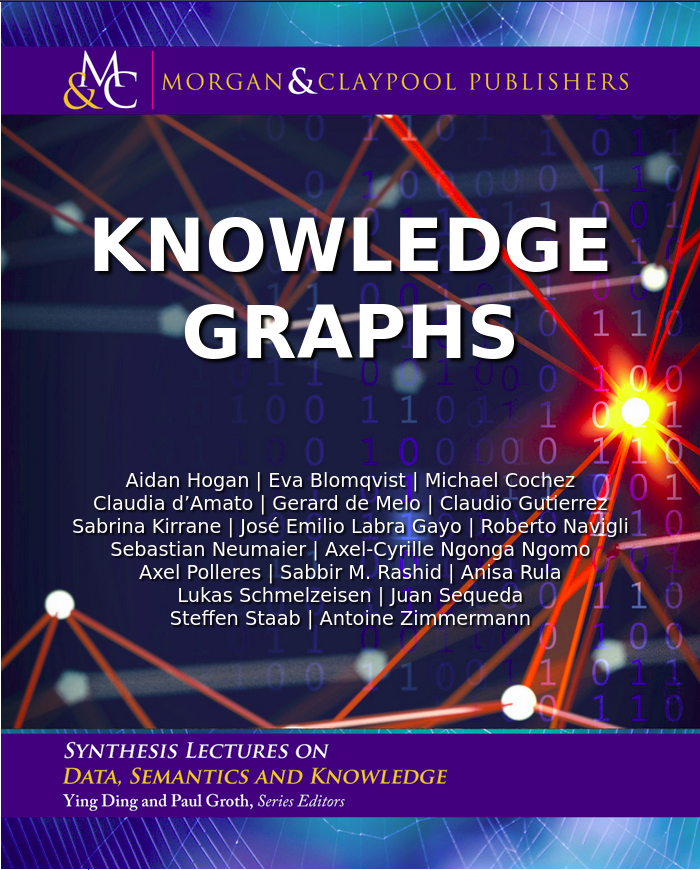 M&C | MORGAN & CLAYPOOL PUBLISHERS
KNOWLEDGE
GRAPHS
Aidan Hogan | Eva Blomqvist | Michael Cochez
Claudia d’Amato | Gerard de Melo | Claudio Gutierrez
Sabrina Kirrane | José Emilio Labra Gayo | Roberto Navigli
Sebastian Neumaier | Axel-Cyrille Ngonga Ngomo
Axel Polleres | Sabbir M. Rashid | Anisa Rula
Lukas Schmelzeisen | Juan Sequeda
Steffen Staab | Antoine Zimmermann
SYNTHESIS LECTURES ON
DATA, SEMANTICS AND KNOWLEDGE
Ying Ding and Paul Groth, Series Editors